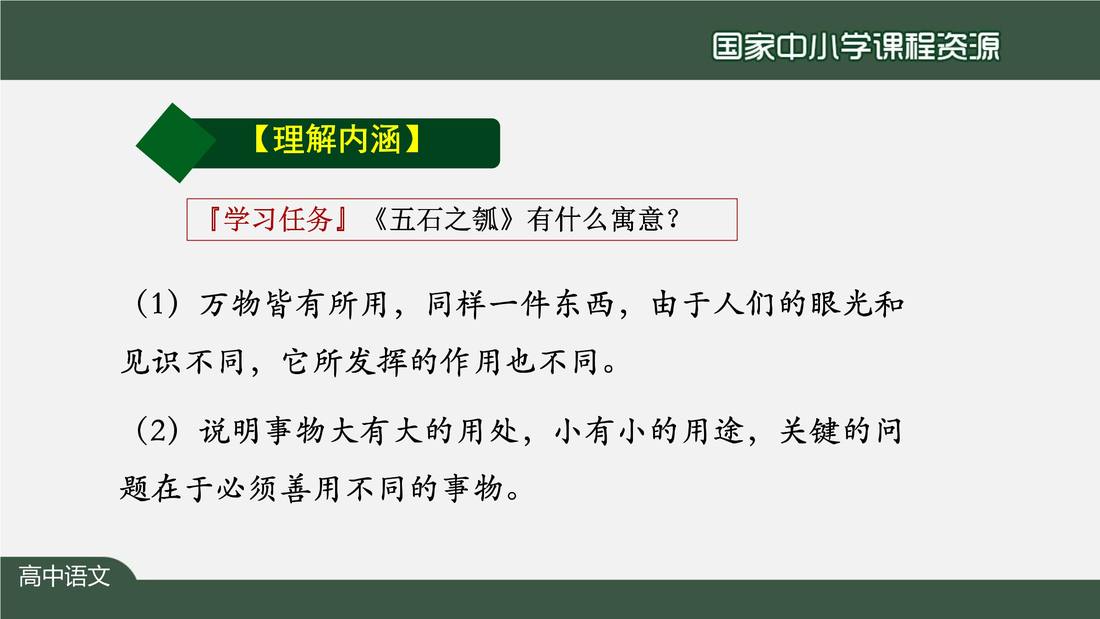 国家中小学课程资源
【理解内涵】
『学习任务』《五石之瓠》有什么寓意？
（1）万物皆有所用，同样一件东西，由于人们的眼光和
见识不同，它所发挥的作用也不同。
（2）说明事物大有大的用处，小有小的用途，关键的问
题在于必须善用不同的事物。
高中语文